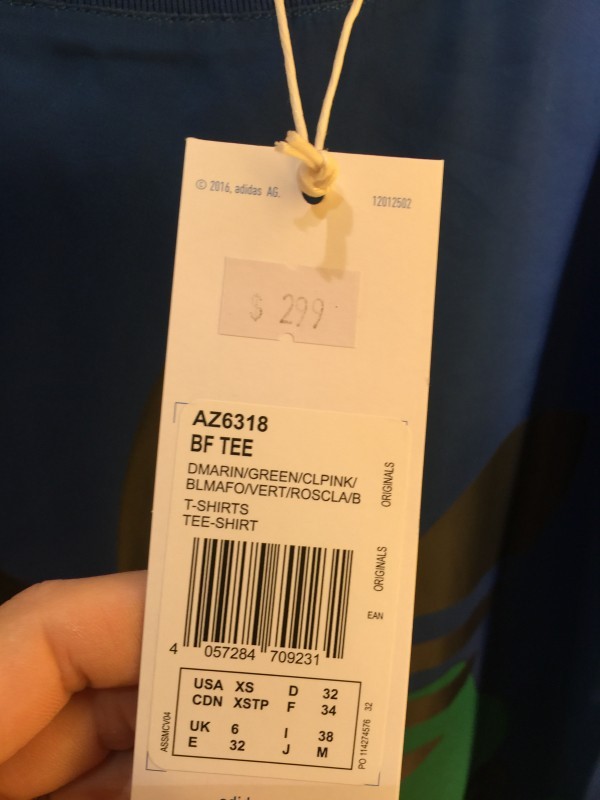 © 2016, adidas AG.
12012502
$ 299
AZ6318
BF TEE
DMARIN/GREEN/CLPINK/
BLMAFO/VERT/ROSCLA/B
T-SHIRTS
TEE-SHIRT
ORIGINALS
ORIGINALS
EAN
4 057284 709231
USA XS D 32
CDN XSTP F 34
UK 6 I 38
E 32 J M
ASSMCV04
PO 114274576 32